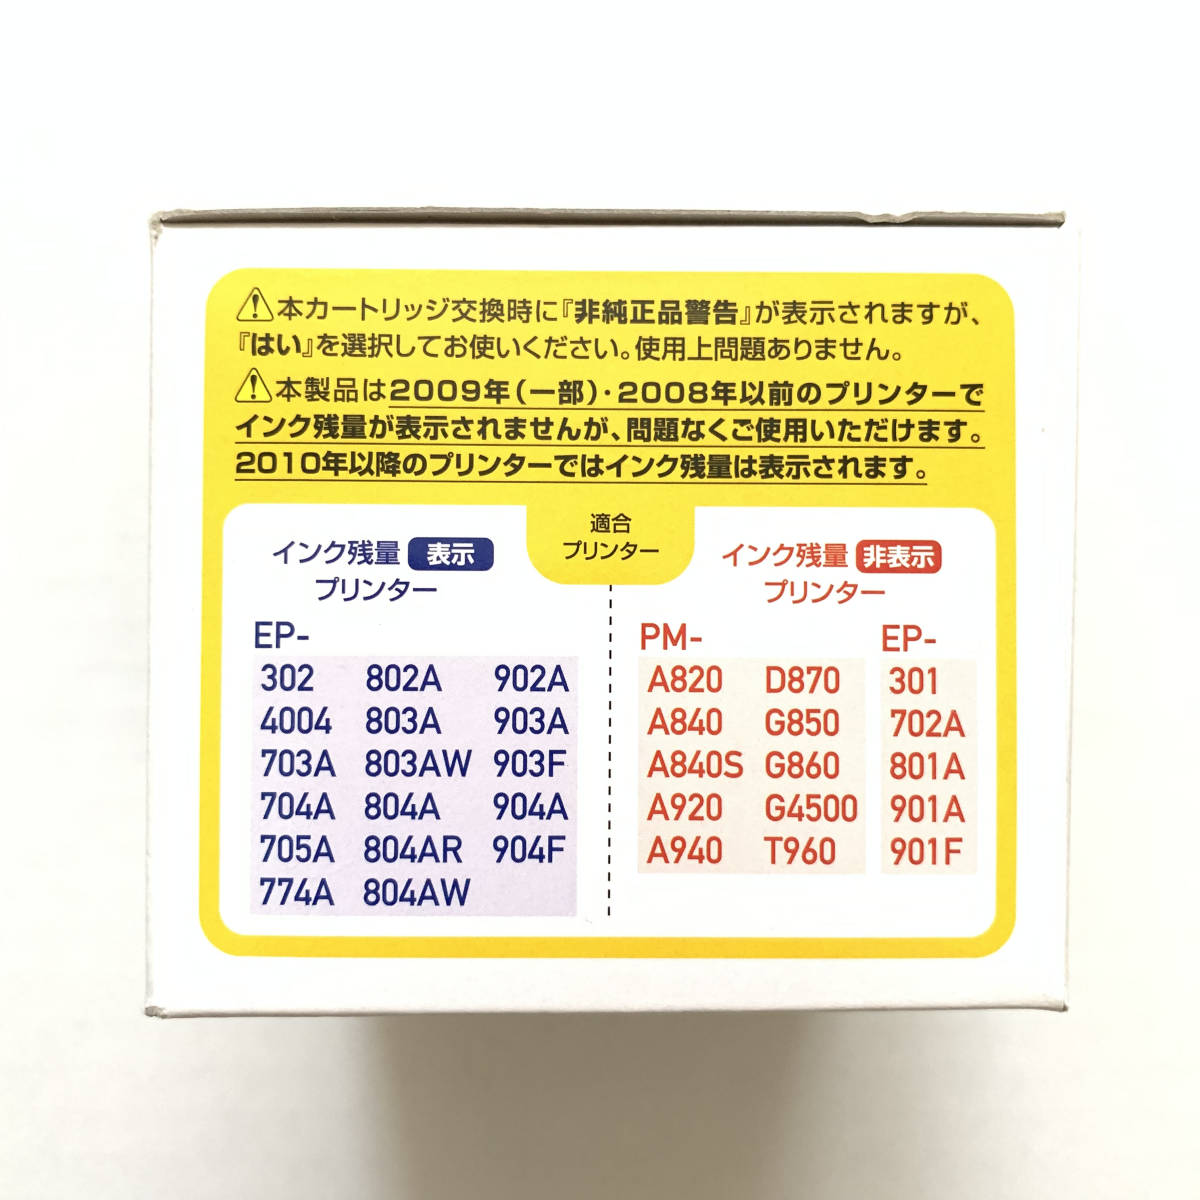 ⚠本カートリッジ交換時に『非純正品警告』が表示されますが、
『はい』を選択してお使いください。使用上問題ありません。
⚠本製品は2009年(一部)・2008年以前のプリンターで
インク残量が表示されませんが、問題なくご使用いただけます。
2010年以降のプリンターではインク残量は表示されます。
適合
プリンター
インク残量 表示
プリンター
EP-
302 802A 902A
4004 803A 903A
703A 803AW 903F
704A 804A 904A
705A 804AR 904F
774A 804AW
インク残量 非表示
プリンター
PM- EP-
A820 D870 301
A840 G850 702A
A840S G860 801A
A920 G4500 901A
A940 T960 901F